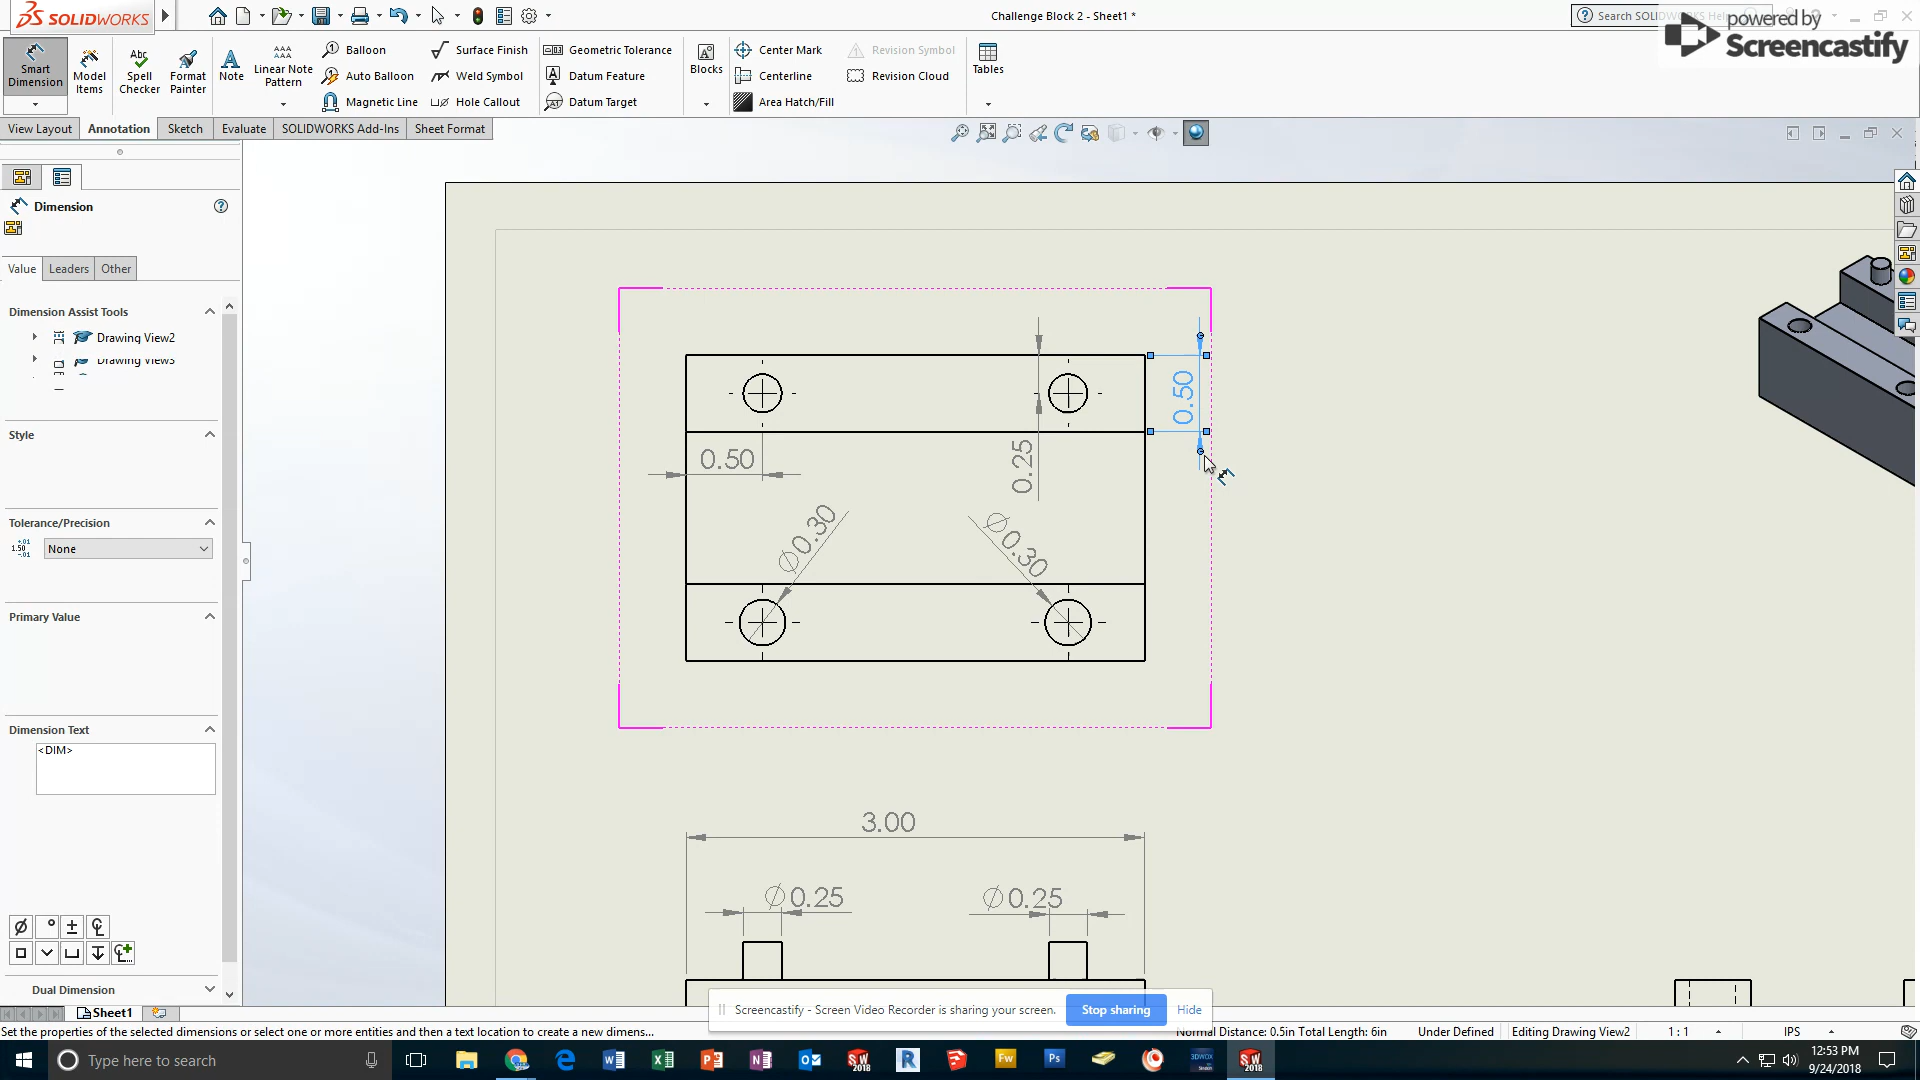 SOLIDWORKS
Challenge Block 2 - Sheet1 *
powered by
Screencastify
Smart Dimension
Model Items
Spell Checker
Format Painter
Note
Linear Note Pattern
Balloon
Auto Balloon
Magnetic Line
Surface Finish
Weld Symbol
Hole Callout
Geometric Tolerance
Datum Feature
Datum Target
Blocks
Center Mark
Centerline
Area Hatch/Fill
Revision Symbol
Revision Cloud
Tables
View Layout
Annotation
Sketch
Evaluate
SOLIDWORKS Add-Ins
Sheet Format
Dimension
Value
Leaders
Other
Dimension Assist Tools
Drawing View2
Drawing View3
Style
Tolerance/Precision
None
Primary Value
Dimension Text
<DIM>
Dual Dimension
0.50
0.50
0.25
Ø0.30
Ø0.30
3.00
Ø0.25
Ø0.25
Screencastify - Screen Video Recorder is sharing your screen.
Stop sharing
Hide
Sheet1
Set the properties of the selected dimensions or select one or more entities and then a text location to create a new dimens...
Normal Distance: 0.5in Total Length: 6in
Under Defined
Editing Drawing View2
1 : 1
IPS
Type here to search
12:53 PM
9/24/2018